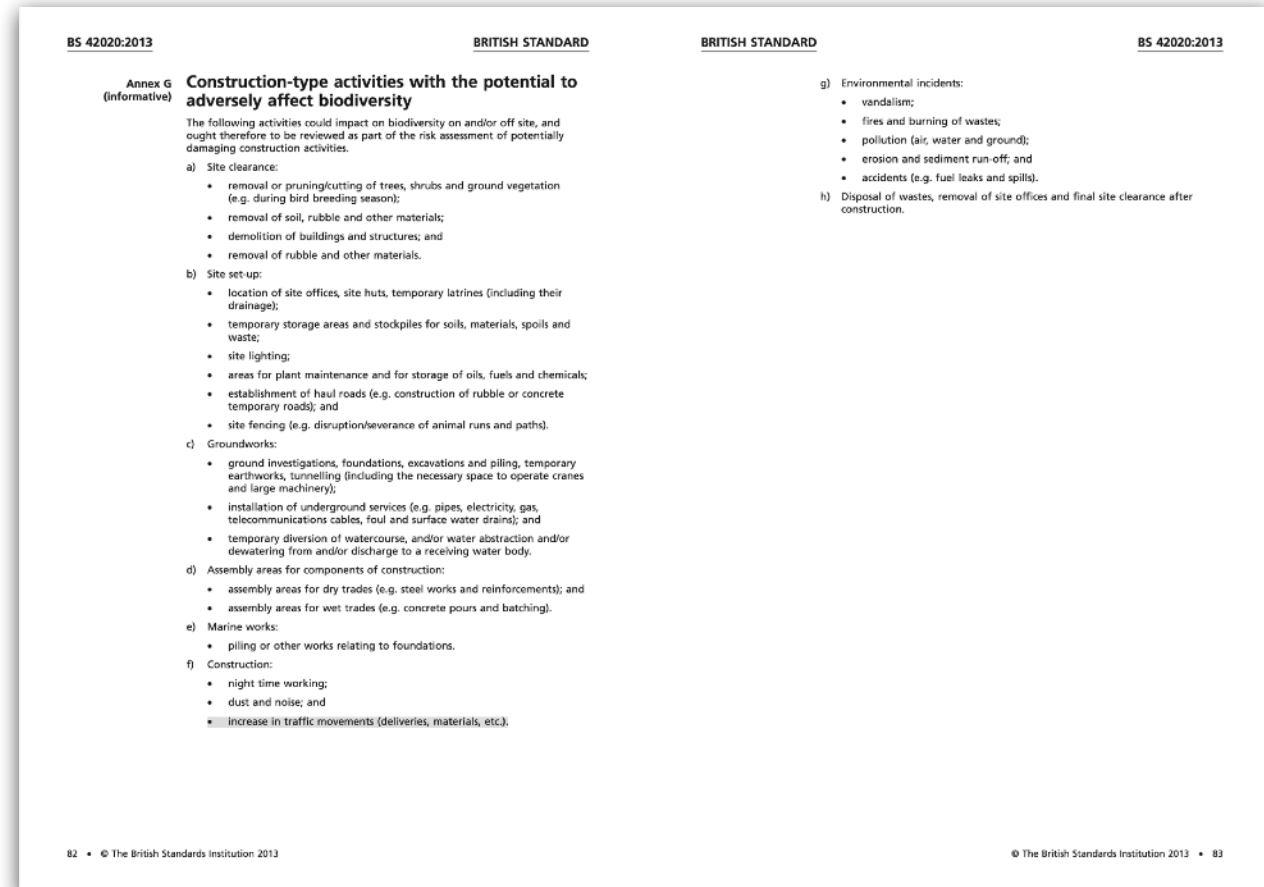 BS 42020:2013
BRITISH STANDARD
Annex G
(informative)
Construction-type activities with the potential to
adversely affect biodiversity
The following activities could impact on biodiversity on and/or off site, and
ought therefore to be reviewed as part of the risk assessment of potentially
damaging construction activities.
a) Site clearance:
• removal or pruning/cutting of trees, shrubs and ground vegetation
(e.g. during bird breeding season);
• removal of soil, rubble and other materials;
• demolition of buildings and structures; and
• removal of rubble and other materials.
b) Site set-up:
• location of site offices, site huts, temporary latrines (including their
drainage);
• temporary storage areas and stockpiles for soils, materials, spoils and
waste;
• site lighting;
• areas for plant maintenance and for storage of oils, fuels and chemicals;
• establishment of haul roads (e.g. construction of rubble or concrete
temporary roads); and
• site fencing (e.g. disruption/severance of animal runs and paths).
c) Groundworks:
• ground investigations, foundations, excavations and piling, temporary
earthworks, tunnelling (including the necessary space to operate cranes
and large machinery);
• installation of underground services (e.g. pipes, electricity, gas,
telecommunications cables, foul and surface water drains); and
• temporary diversion of watercourse, and/or water abstraction and/or
dewatering from and/or discharge to a receiving water body.
d) Assembly areas for components of construction:
• assembly areas for dry trades (e.g. steel works and reinforcements); and
• assembly areas for wet trades (e.g. concrete pours and batching).
e) Marine works:
• piling or other works relating to foundations.
f) Construction:
• night time working;
• dust and noise; and
• increase in traffic movements (deliveries, materials, etc.).
82 • © The British Standards Institution 2013
BRITISH STANDARD
BS 42020:2013
g) Environmental incidents:
• vandalism;
• fires and burning of wastes;
• pollution (air, water and ground);
• erosion and sediment run-off; and
• accidents (e.g. fuel leaks and spills).
h) Disposal of wastes, removal of site offices and final site clearance after
construction.
© The British Standards Institution 2013 • 83